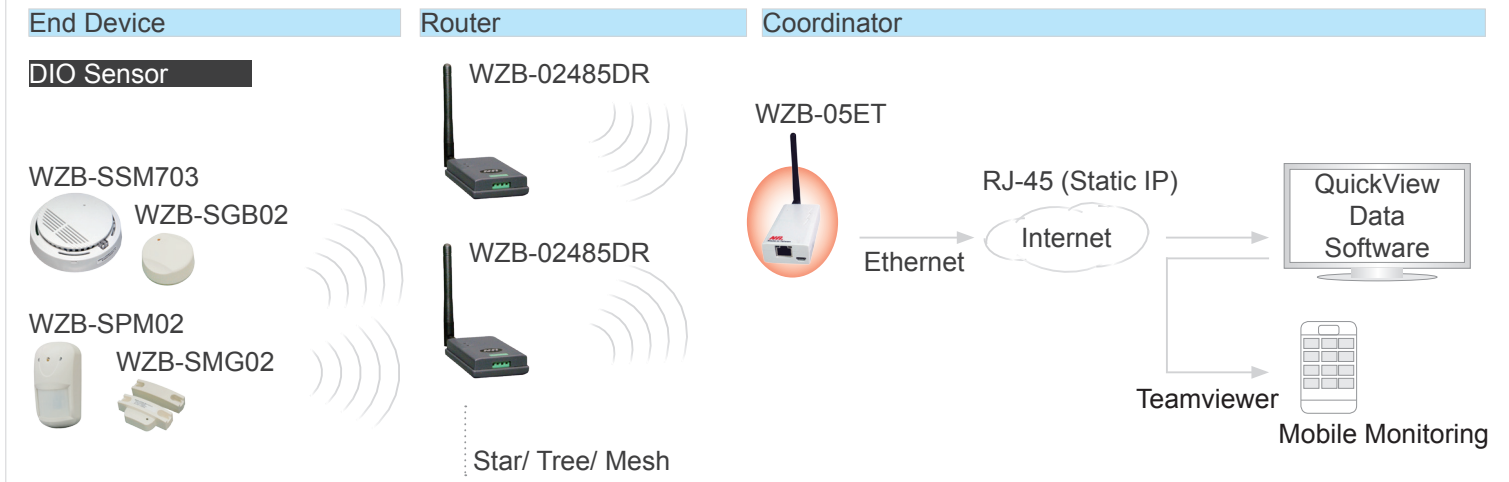 End Device
Router
Coordinator
DIO Sensor
WZB-02485DR
WZB-05ET
WZB-SSM703
WZB-SGB02
RJ-45 (Static IP)
Internet
Ethernet
QuickView
Data
Software
WZB-02485DR
WZB-SPM02
WZB-SMG02
Teamviewer
Mobile Monitoring
Star/ Tree/ Mesh